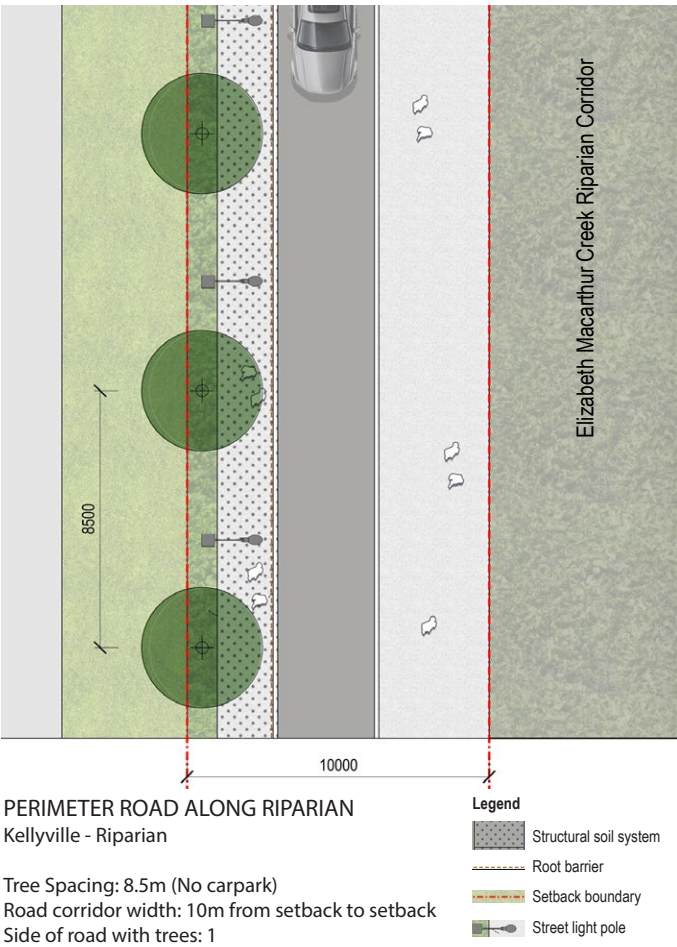 Elizabeth Macarthur Creek Riparian Corridor
8500
10000
PERIMETER ROAD ALONG RIPARIAN
Kellyville - Riparian
Tree Spacing: 8.5m (No carpark)
Road corridor width: 10m from setback to setback
Side of road with trees: 1
Legend
Structural soil system
Root barrier
Setback boundary
Street light pole